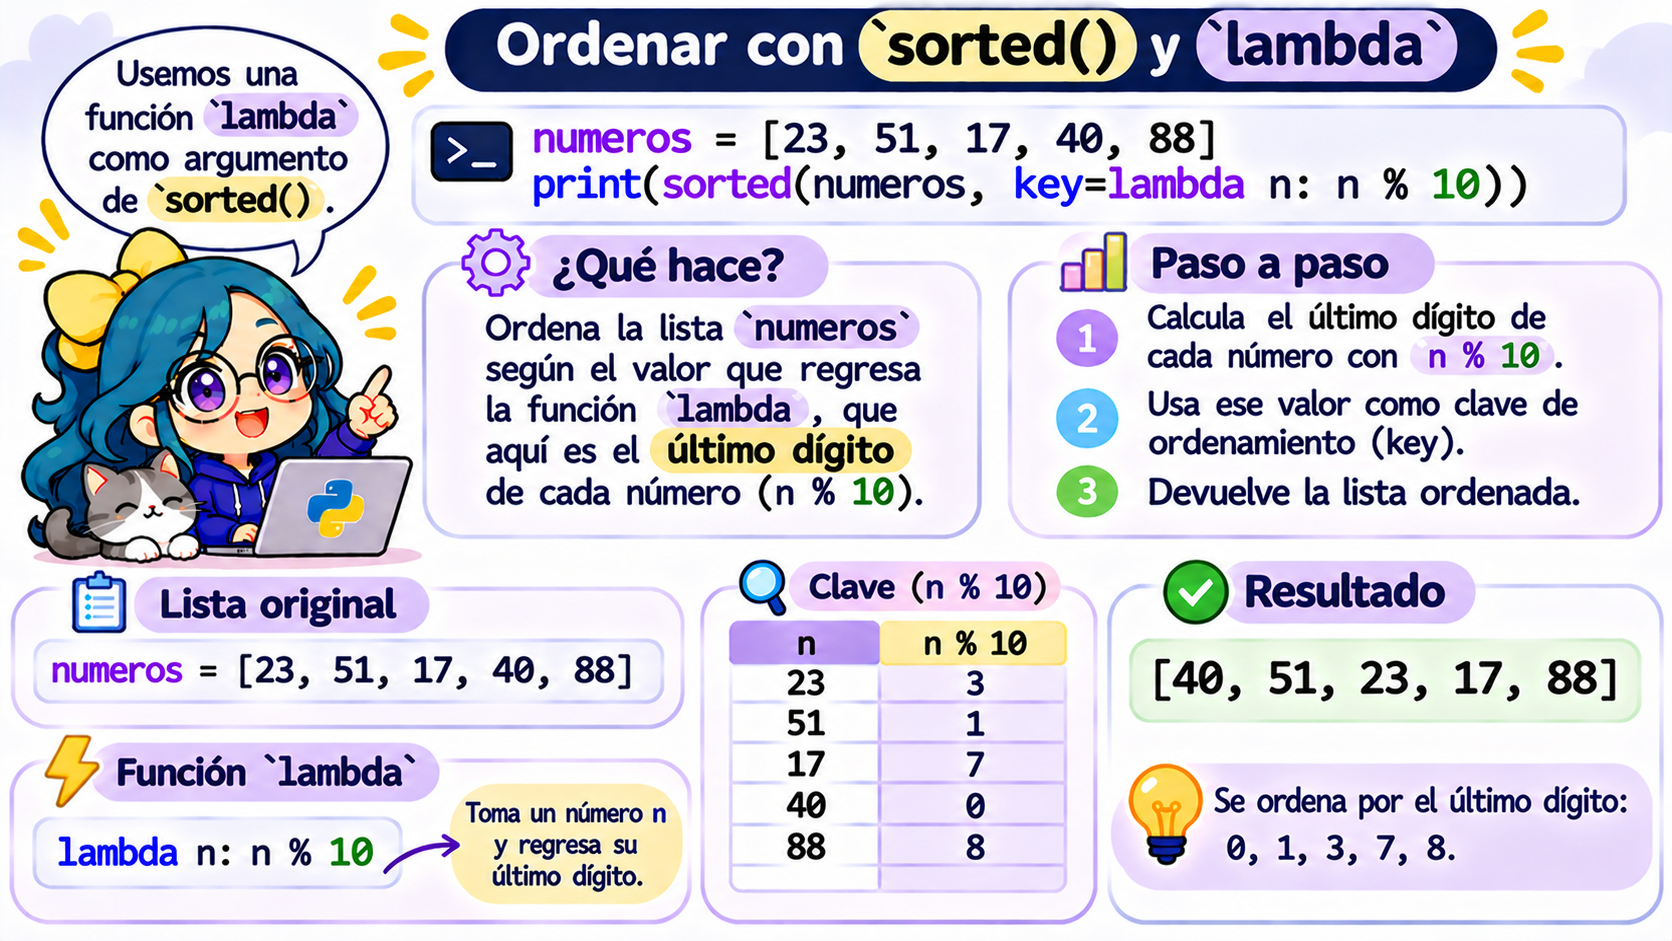 Ordenar con `sorted()` y `lambda`
Usemos una
función `lambda`
como argumento
de `sorted().
>_
numeros = [23, 51, 17, 40, 88]
print(sorted(numeros, key=lambda n: n % 10))
¿Qué hace?
Ordena la lista `numeros`
según el valor que regresa
la función `lambda, que
aquí es el último dígito
de cada número (n % 10).
Paso a paso
1 Calcula el último dígito de
cada número con n % 10.
2 Usa ese valor como clave de
ordenamiento (key).
3 Devuelve la lista ordenada.
Lista original
numeros = [23, 51, 17, 40, 88]
Función `lambda`
lambda n: n % 10
Toma un número n
y regresa su
último dígito.
Clave (n % 10)
n n % 10
23 3
51 1
17 7
40 0
88 8
Resultado
[40, 51, 23, 17, 88]
Se ordena por el último dígito:
0, 1, 3, 7, 8.